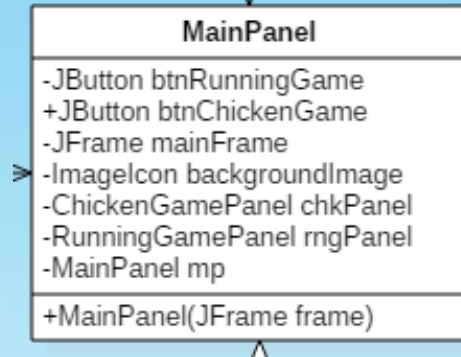 MainPanel
-JButton btnRunningGame
+JButton btnChickenGame
-JFrame mainFrame
-ImageIcon backgroundImage
-ChickenGamePanel chkPanel
-RunningGamePanel rngPanel
-MainPanel mp
+MainPanel(JFrame frame)